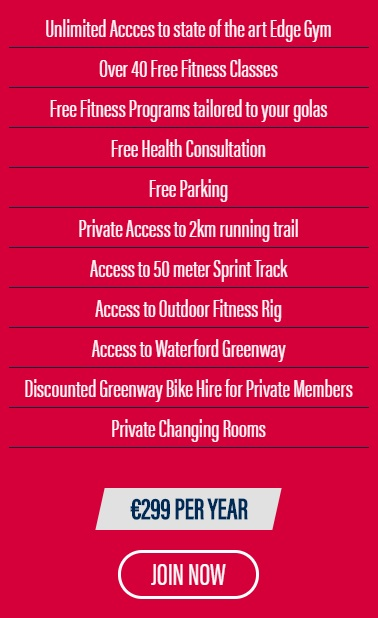 Unlimited Accces to state of the art Edge Gym
Over 40 Free Fitness Classes
Free Fitness Programs tailored to your golas
Free Health Consultation
Free Parking
Private Access to 2km running trail
Access to 50 meter Sprint Track
Access to Outdoor Fitness Rig
Access to Waterford Greenway
Discounted Greenway Bike Hire for Private Members
Private Changing Rooms
€299 PER YEAR
JOIN NOW